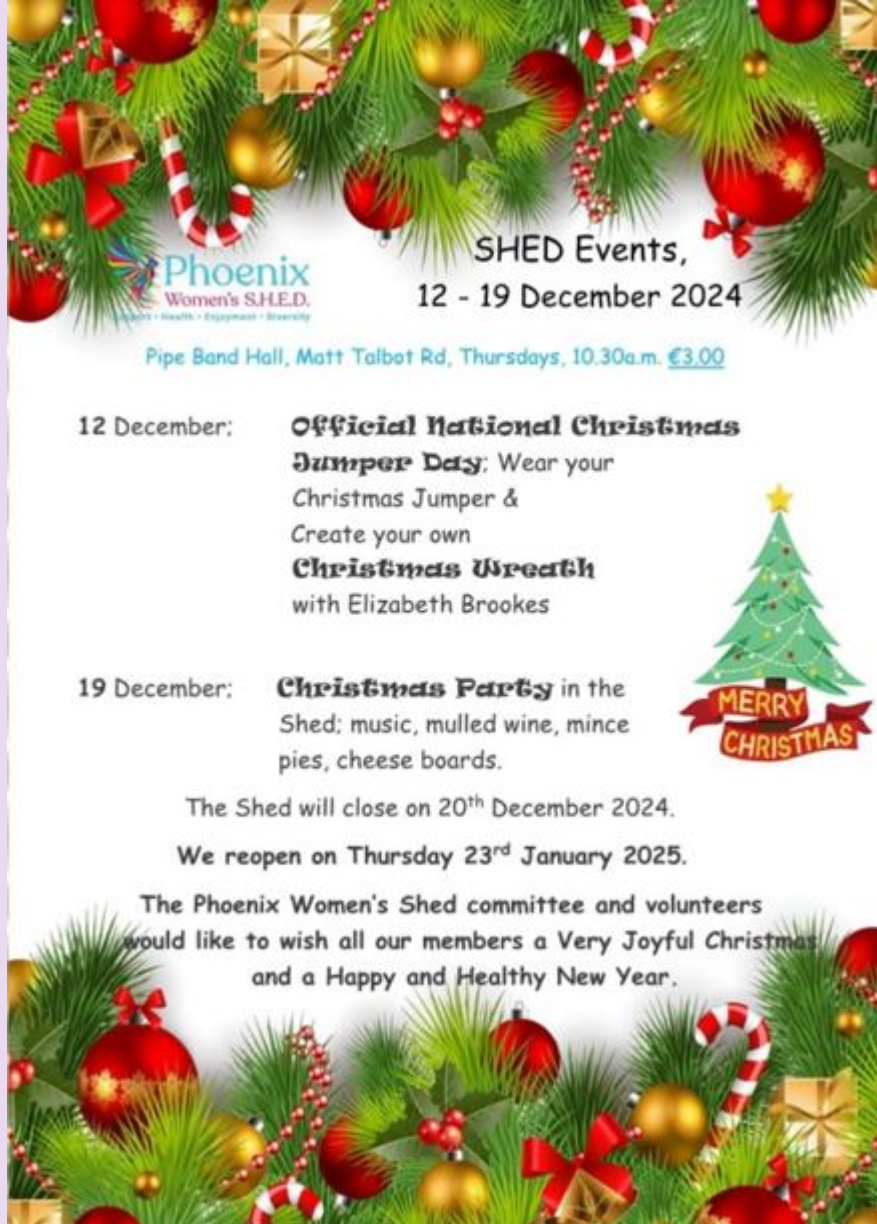 SHED Events,
12 - 19 December 2024
Phoenix
Women's S.H.E.D.
Support • Health • Enjoyment • Diversity
Pipe Band Hall, Matt Talbot Rd, Thursdays, 10.30a.m. €3.00
12 December; Official National Christmas
Jumper Day; Wear your
Christmas Jumper &
Create your own
Christmas Wreath
with Elizabeth Brookes
19 December; Christmas Party in the
Shed; music, mulled wine, mince
pies, cheese boards.
MERRY
CHRISTMAS
The Shed will close on 20th December 2024.
We reopen on Thursday 23rd January 2025.
The Phoenix Women's Shed committee and volunteers
would like to wish all our members a Very Joyful Christmas
and a Happy and Healthy New Year.